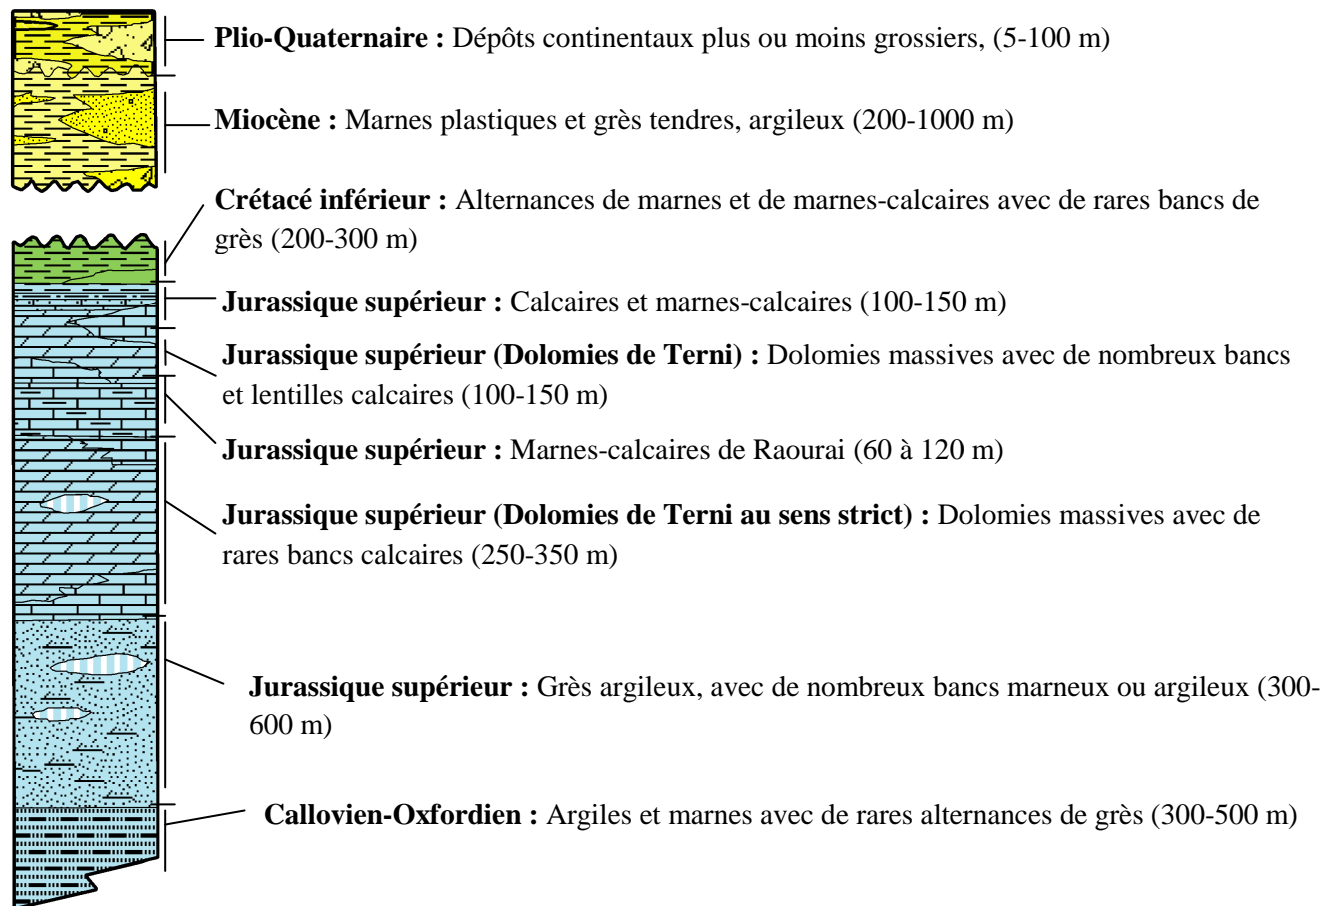 Plio-Quaternaire : Dépôts continentaux plus ou moins grossiers, (5-100 m)
Miocène : Marnes plastiques et grès tendres, argileux (200-1000 m)
Crétacé inférieur : Alternances de marnes et de marnes-calcaires avec de rares bancs de
grès (200-300 m)
Jurassique supérieur : Calcaires et marnes-calcaires (100-150 m)
Jurassique supérieur (Dolomies de Terni) : Dolomies massives avec de nombreux bancs
et lentilles calcaires (100-150 m)
Jurassique supérieur : Marnes-calcaires de Raourai (60 à 120 m)
Jurassique supérieur (Dolomies de Terni au sens strict) : Dolomies massives avec de
rares bancs calcaires (250-350 m)
Jurassique supérieur : Grès argileux, avec de nombreux bancs marneux ou argileux (300-
600 m)
Callovien-Oxfordien : Argiles et marnes avec de rares alternances de grès (300-500 m)